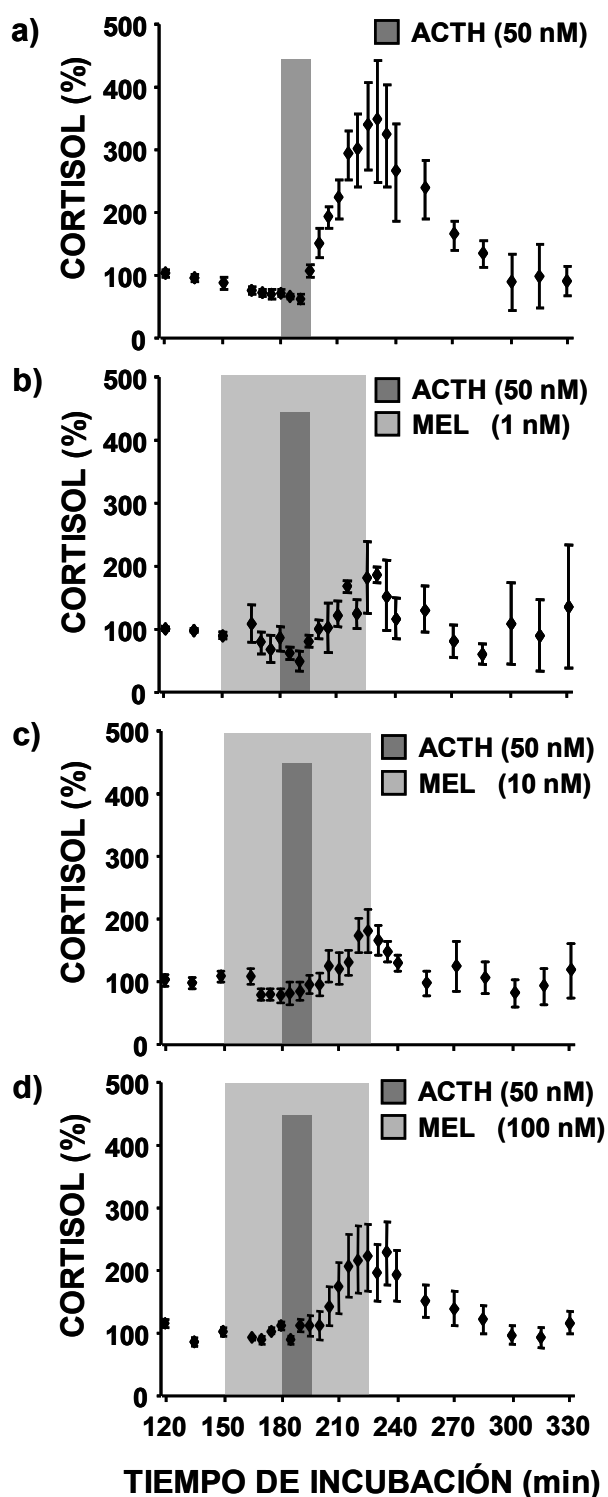 a)
500
400
300
200
100
0
CORTISOL (%)
ACTH (50 nM)
b)
500
400
300
200
100
0
CORTISOL (%)
ACTH (50 nM)
MEL (1 nM)
c)
500
400
300
200
100
0
CORTISOL (%)
ACTH (50 nM)
MEL (10 nM)
d)
500
400
300
200
100
0
CORTISOL (%)
ACTH (50 nM)
MEL (100 nM)
120 150 180 210 240 270 300 330
TIEMPO DE INCUBACIÓN (min)